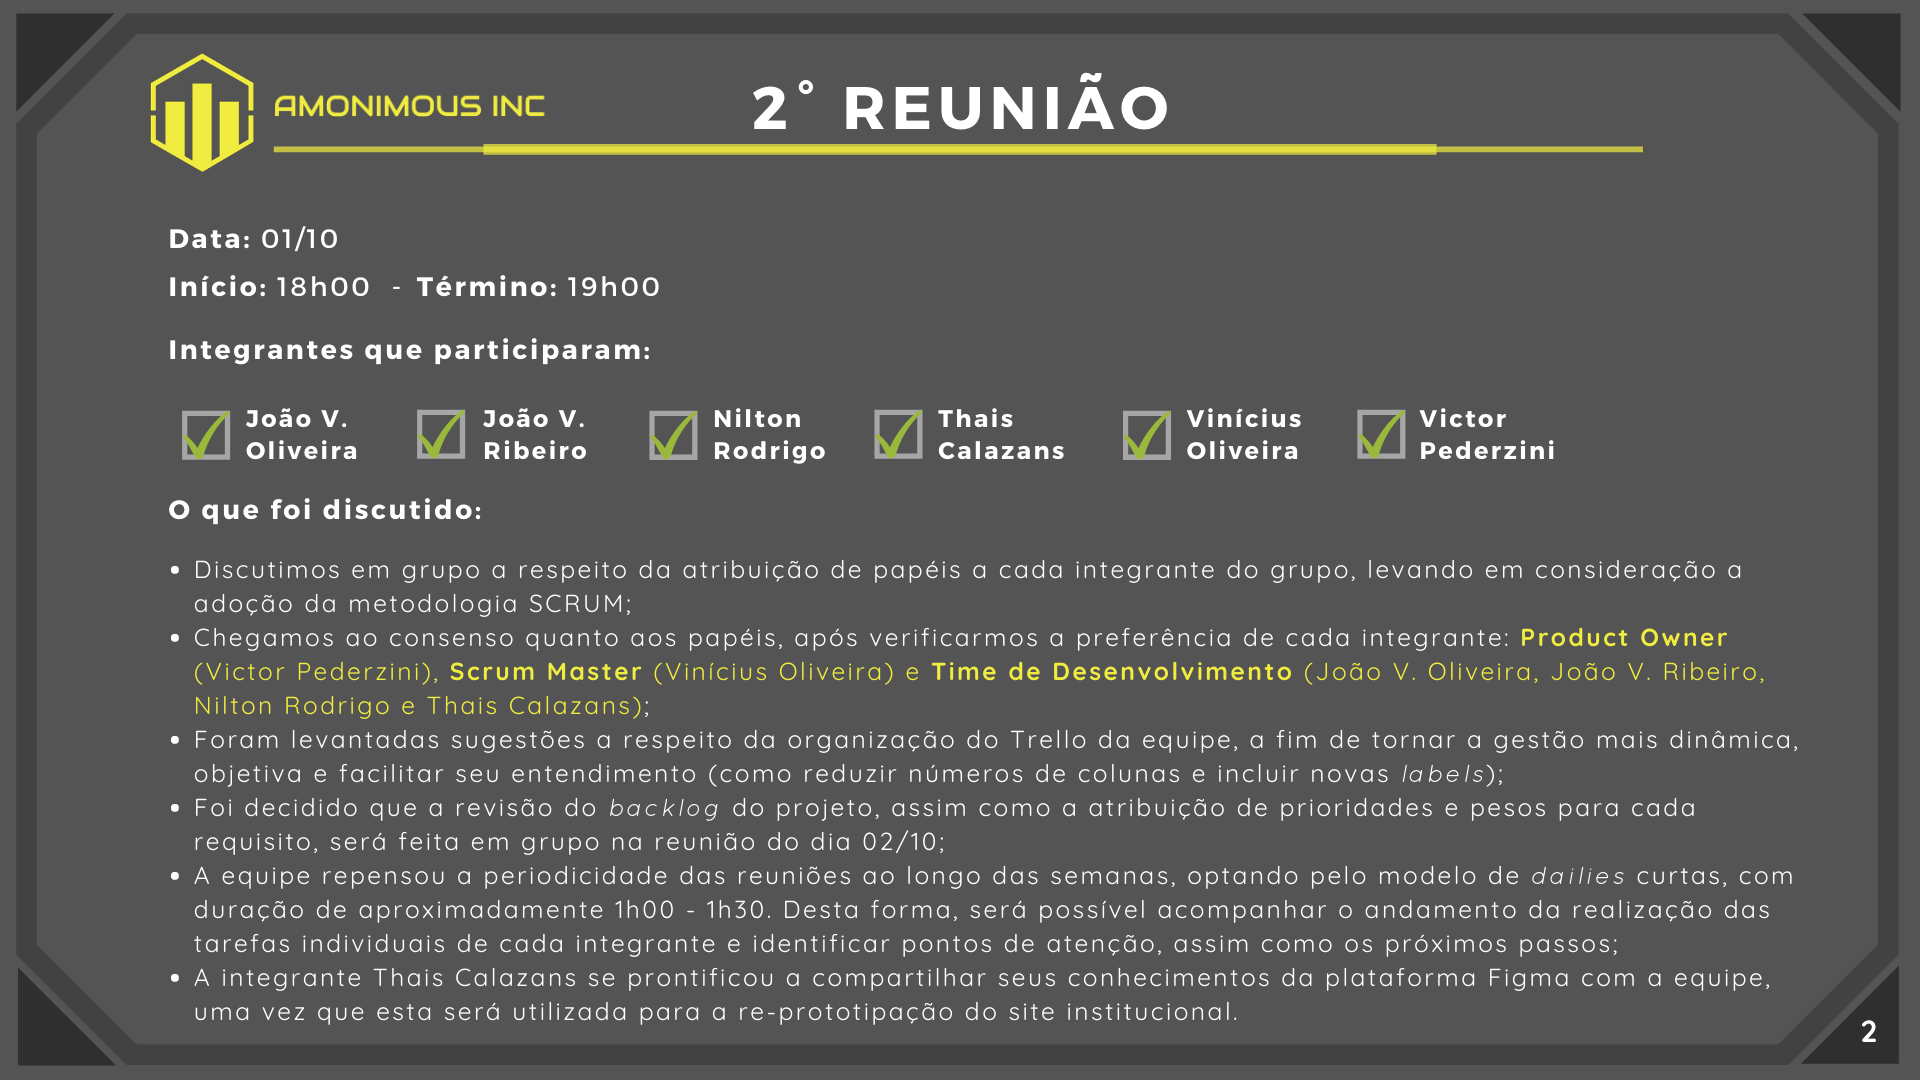 AMONIMOUS INC
2° REUNIÃO
Data: 01/10
Início: 18h00 - Término: 19h00
Integrantes que participaram:
João V. Oliveira
João V. Ribeiro
Nilton Rodrigo
Thais Calazans
Vinícius Oliveira
Victor Pederzini
O que foi discutido:
• Discutimos em grupo a respeito da atribuição de papéis a cada integrante do grupo, levando em consideração a
adoção da metodologia SCRUM;
• Chegamos ao consenso quanto aos papéis, após verificarmos a preferência de cada integrante: Product Owner
(Victor Pederzini), Scrum Master (Vinícius Oliveira) e Time de Desenvolvimento (João V. Oliveira, João V. Ribeiro,
Nilton Rodrigo e Thais Calazans);
• Foram levantadas sugestões a respeito da organização do Trello da equipe, a fim de tornar a gestão mais dinâmica,
objetiva e facilitar seu entendimento (como reduzir números de colunas e incluir novas labels);
• Foi decidido que a revisão do backlog do projeto, assim como a atribuição de prioridades e pesos para cada
requisito, será feita em grupo na reunião do dia 02/10;
• A equipe repensou a periodicidade das reuniões ao longo das semanas, optando pelo modelo de dailies curtas, com
duração de aproximadamente 1h00 - 1h30. Desta forma, será possível acompanhar o andamento da realização das
tarefas individuais de cada integrante e identificar pontos de atenção, assim como os próximos passos;
• A integrante Thais Calazans se prontificou a compartilhar seus conhecimentos da plataforma Figma com a equipe,
uma vez que esta será utilizada para a re-prototipação do site institucional.
2